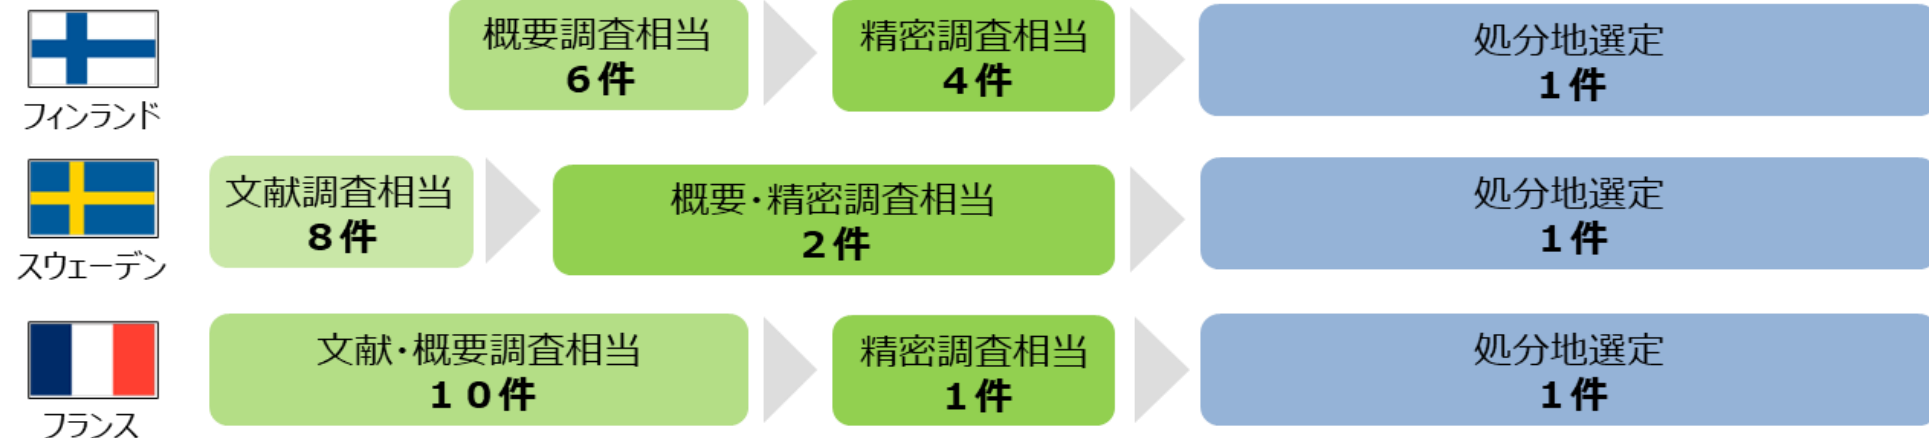 フィンランド
概要調査相当
６件
精密調査相当
４件
処分地選定
１件
スウェーデン
文献調査相当
８件
概要・精密調査相当
２件
処分地選定
１件
フランス
文献・概要調査相当
１０件
精密調査相当
１件
処分地選定
１件